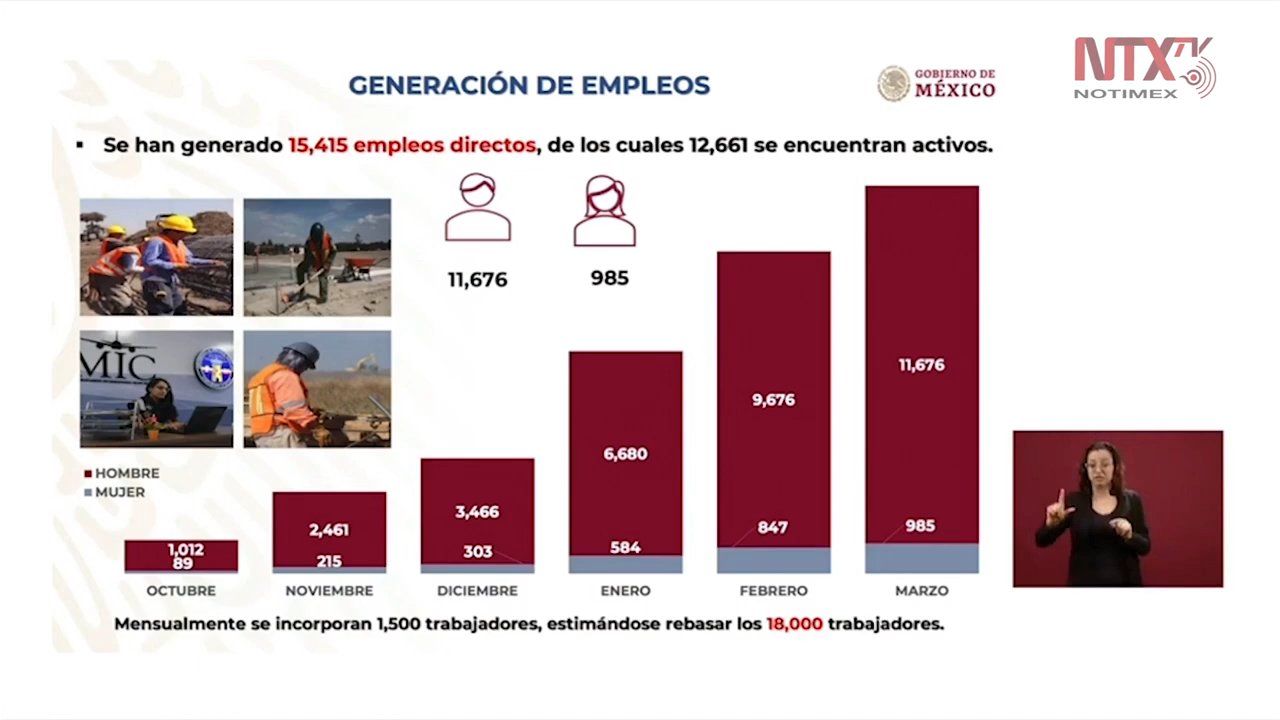 NTX TV
NOTIMEX
GENERACIÓN DE EMPLEOS
GOBIERNO DE
MÉXICO
▪ Se han generado 15,415 empleos directos, de los cuales 12,661 se encuentran activos.
11,676
985
MIC
HOMBRE
MUJER
1,012
89
2,461
215
3,466
303
6,680
584
9,676
847
11,676
985
OCTUBRE NOVIEMBRE DICIEMBRE ENERO FEBRERO MARZO
Mensualmente se incorporan 1,500 trabajadores, estimándose rebasar los 18,000 trabajadores.